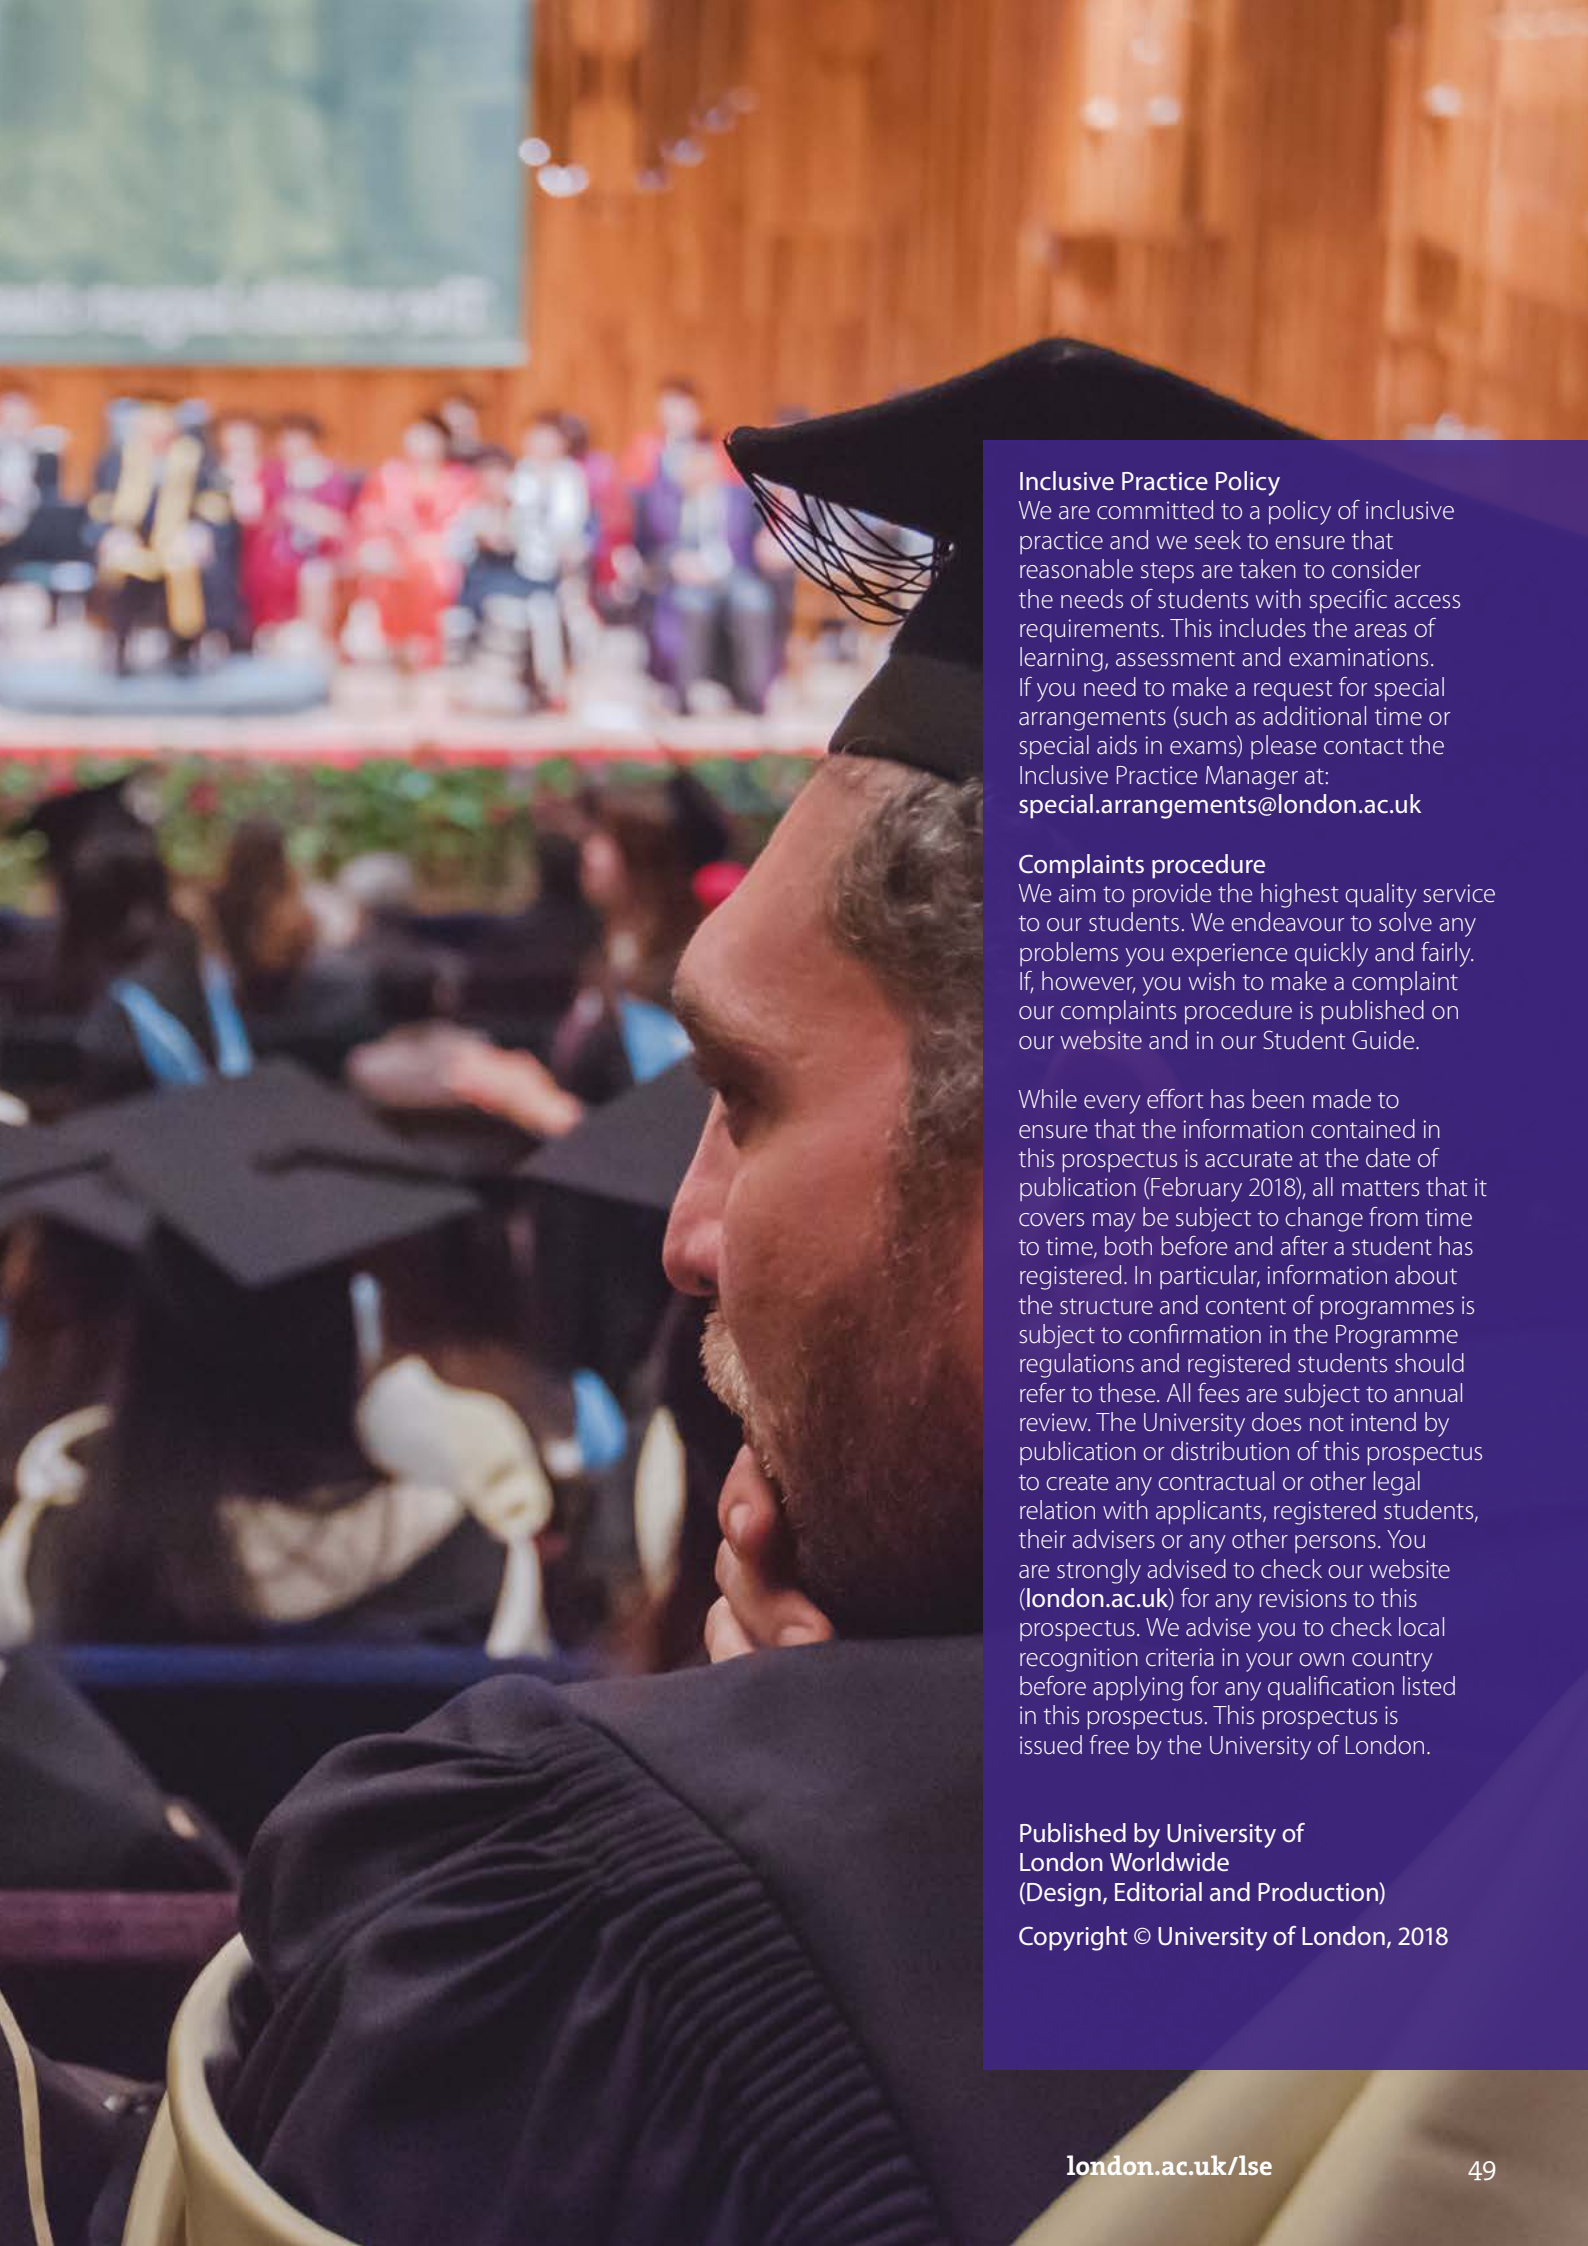 Inclusive Practice Policy
We are committed to a policy of inclusive
practice and we seek to ensure that
reasonable steps are taken to consider
the needs of students with specific access
requirements. This includes the areas of
learning, assessment and examinations.
If you need to make a request for special
arrangements (such as additional time or
special aids in exams) please contact the
Inclusive Practice Manager at:
special.arrangements@london.ac.uk
Complaints procedure
We aim to provide the highest quality service
to our students. We endeavour to solve any
problems you experience quickly and fairly.
If, however, you wish to make a complaint
our complaints procedure is published on
our website and in our Student Guide.
While every effort has been made to
ensure that the information contained in
this prospectus is accurate at the date of
publication (February 2018), all matters that it
covers may be subject to change from time
to time, both before and after a student has
registered. In particular, information about
the structure and content of programmes is
subject to confirmation in the Programme
regulations and registered students should
refer to these. All fees are subject to annual
review. The University does not intend by
publication or distribution of this prospectus
to create any contractual or other legal
relation with applicants, registered students,
their advisers or any other persons. You
are strongly advised to check our website
(london.ac.uk) for any revisions to this
prospectus. We advise you to check local
recognition criteria in your own country
before applying for any qualification listed
in this prospectus. This prospectus is
issued free by the University of London.
Published by University of
London Worldwide
(Design, Editorial and Production)
Copyright © University of London, 2018
london.ac.uk/lse
49